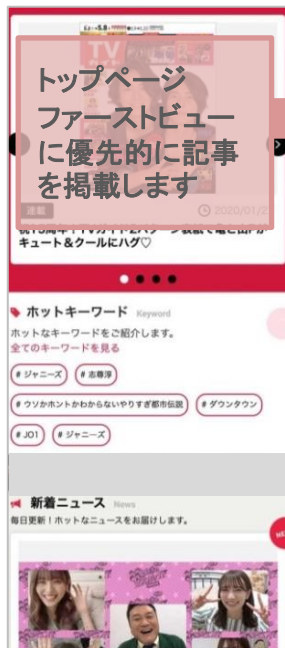 TV
トップページ
ファーストビュー
に優先的に記事
を掲載します
連載
2020/01/2
キュート＆クールにハグ♡
ホットキーワード Keyword
ホットなキーワードをご紹介します。
全てのキーワードを見る
# ジャニーズ # 志尊淳
# ウソかホントかわからないやりすぎ都市伝説 # ダウンタウン
# JO1 # ジャニーズ
新着ニュース News
毎日更新！ホットなニュースをお届けします。